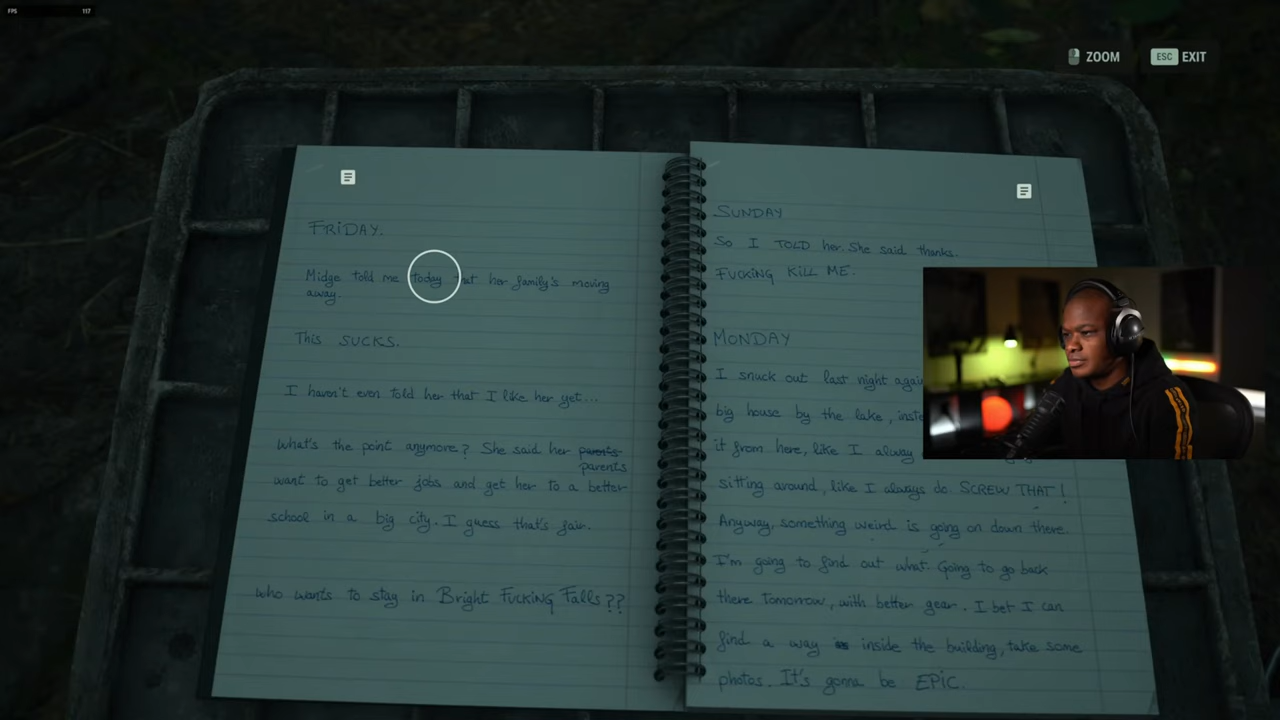 FPS 117
ZOOM
ESC EXIT
FRIDAY.
Midge told me today that her family's moving
away.
This SUCKS.
I haven't even told her that I like her yet...
What's the point anymore? She said her parents
parents
want to get better jobs and get her to a better
school in a big city. I guess that's fair.
who wants to stay in Bright FUCKING Falls??
SUNDAY
So I TOLD her. She said thanks.
FUCKING KILL ME.
MONDAY
I snuck out last night again
big house by the lake,
it from here, like I always
sitting around, like I always do. SCREW THAT!
Anyway, something weird is going on down there.
I'm going to find out what. Going to go back
there tomorrow, with better gear. I bet I can
find a way inside the building, take some
photos. It's gonna be EPIC.